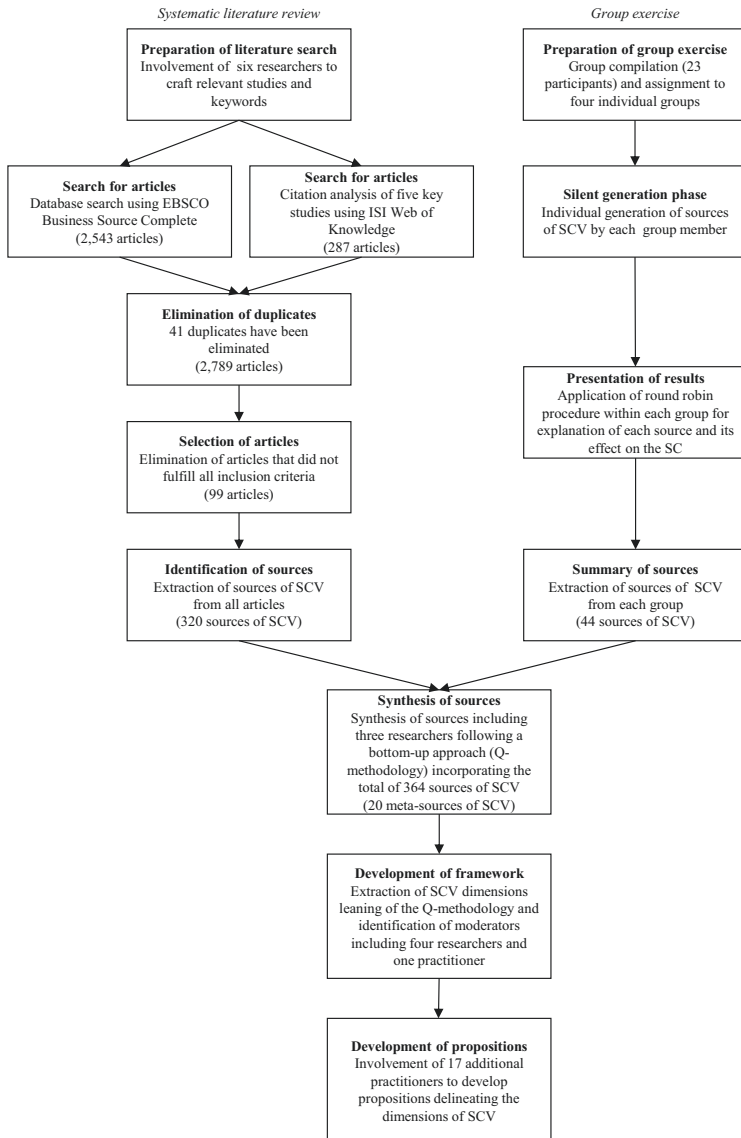 Systematic literature review
Group exercise
Preparation of literature search
Involvement of six researchers to
craft relevant studies and
keywords
Preparation of group exercise
Group compilation (23
participants) and assignment to
four individual groups
Search for articles
Database search using EBSCO
Business Source Complete
(2,543 articles)
Search for articles
Citation analysis of five key
studies using ISI Web of
Knowledge
(287 articles)
Silent generation phase
Individual generation of sources
of SCV by each group member
Elimination of duplicates
41 duplicates have been
eliminated
(2,789 articles)
Presentation of results
Application of round robin
procedure within each group for
explanation of each source and its
effect on the SC
Selection of articles
Elimination of articles that did not
fulfill all inclusion criteria
(99 articles)
Identification of sources
Extraction of sources of SCV
from all articles
(320 sources of SCV)
Summary of sources
Extraction of sources of SCV
from each group
(44 sources of SCV)
Synthesis of sources
Synthesis of sources including
three researchers following a
bottom-up approach (Q-
methodology) incorporating the
total of 364 sources of SCV
(20 meta-sources of SCV)
Development of framework
Extraction of SCV dimensions
leaning of the Q-methodology and
identification of moderators
including four researchers and
one practitioner
Development of propositions
Involvement of 17 additional
practitioners to develop
propositions delineating the
dimensions of SCV